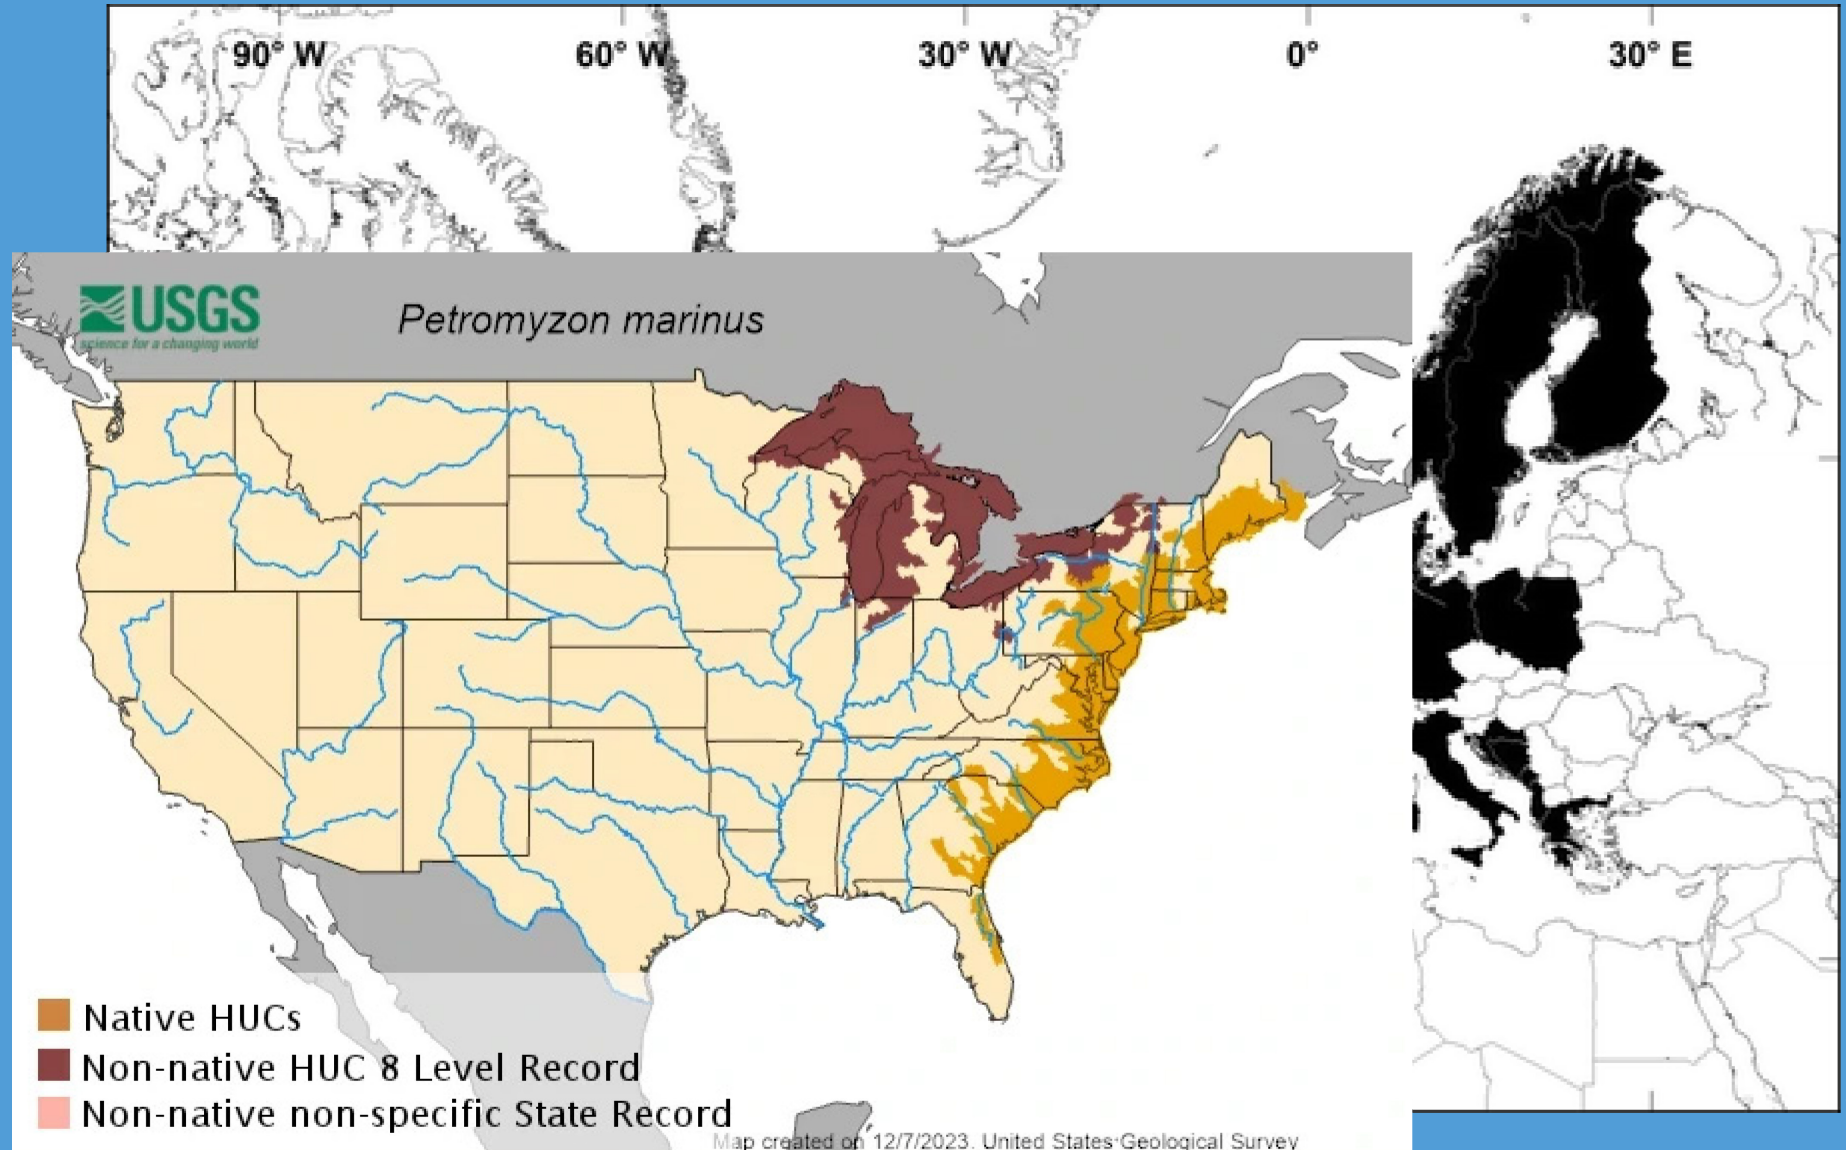 90° W 60° W 30° W 0° 30° E
USGS
science for a changing world
Petromyzon marinus
Native HUCs
Non-native HUC 8 Level Record
Non-native non-specific State Record
Map created on 12/7/2023. United States Geological Survey